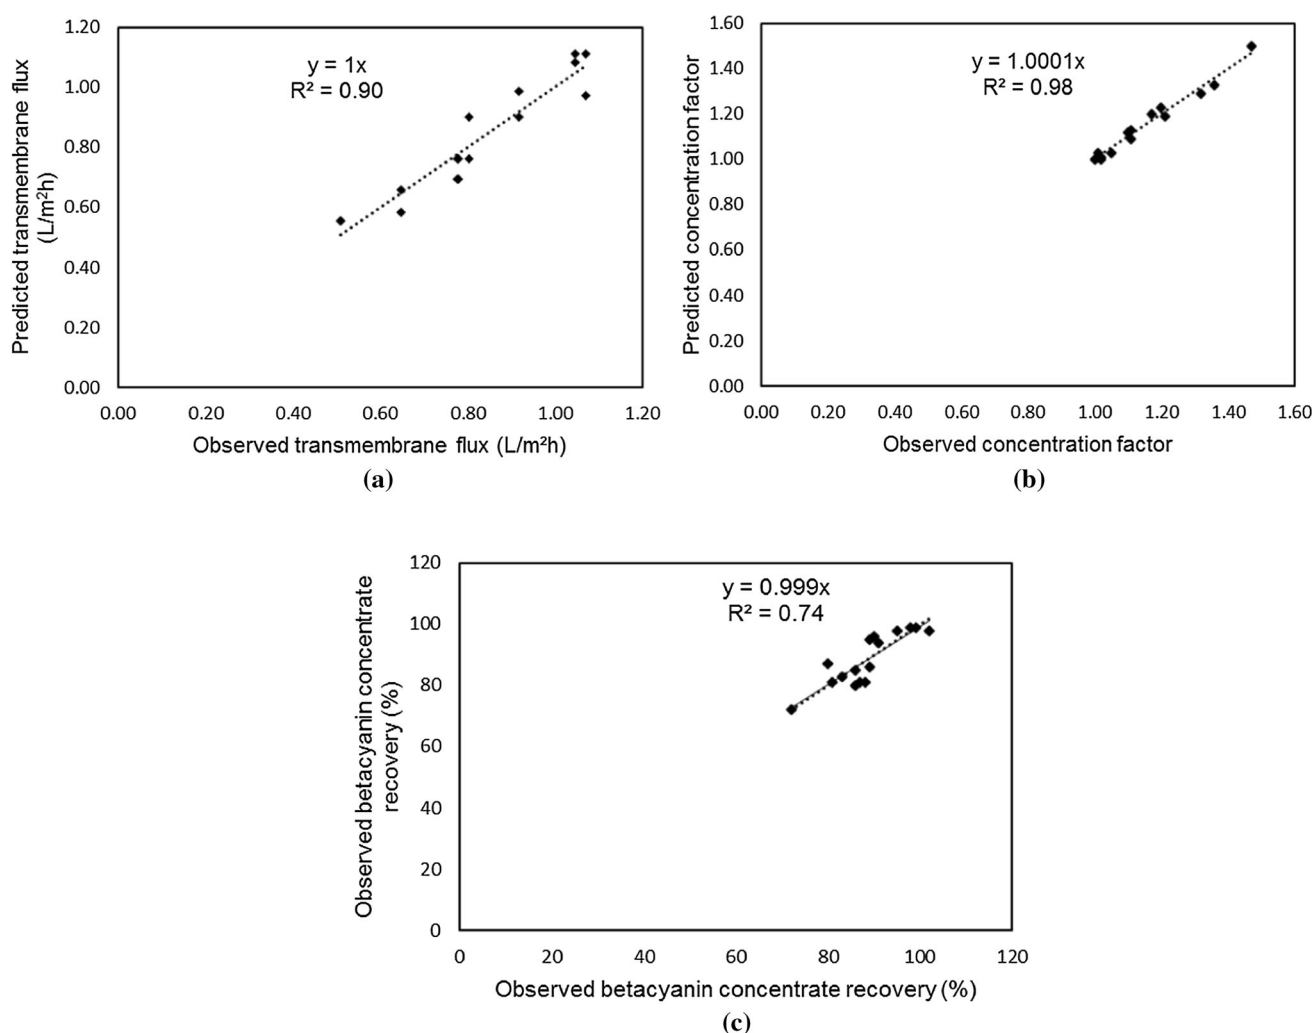 1.20
1.00
0.80
0.60
0.40
0.20
0.00
Predicted transmembrane flux
(L/m²h)
y = 1x
R² = 0.90
0.00 0.20 0.40 0.60 0.80 1.00 1.20
Observed transmembrane flux (L/m²h)
(a)
1.60
1.40
1.20
1.00
0.80
0.60
0.40
0.20
0.00
Predicted concentration factor
y = 1.0001x
R² = 0.98
0.00 0.20 0.40 0.60 0.80 1.00 1.20 1.40 1.60
Observed concentration factor
(b)
120
100
80
60
40
20
0
Observed betacyanin concentrate
recovery (%)
y = 0.999x
R² = 0.74
0 20 40 60 80 100 120
Observed betacyanin concentrate recovery (%)
(c)